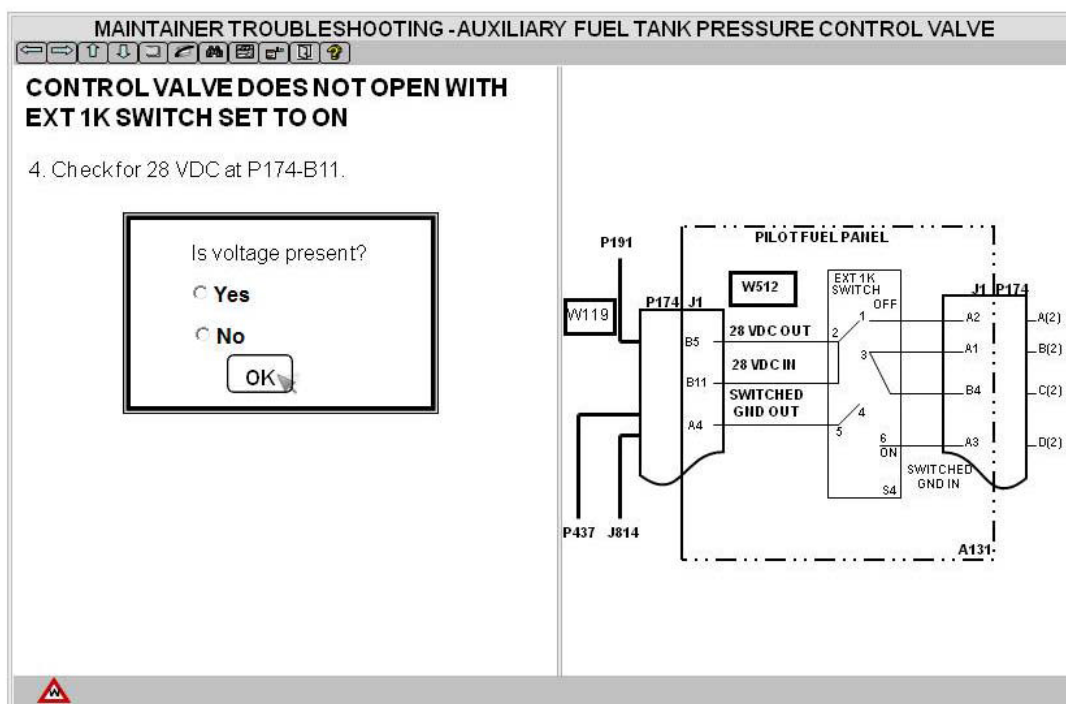 MAINTAINER TROUBLESHOOTING - AUXILIARY FUEL TANK PRESSURE CONTROL VALVE
CONTROL VALVE DOES NOT OPEN WITH
EXT 1K SWITCH SET TO ON
4. Check for 28 VDC at P174-B11.
Is voltage present?
Yes
No
OK
P191
PILOT FUEL PANEL
W119
P174 J1
W512
EXT 1K
SWITCH
OFF
J1 P174
B5
28 VDC OUT
2
1
A2
A(2)
28 VDC IN
3
A1
B(2)
B11
SWITCHED
GND OUT
B4
C(2)
A4
5
4
6
ON
A3
D(2)
SWITCHED
GND IN
S4
P437 J814
A131
W